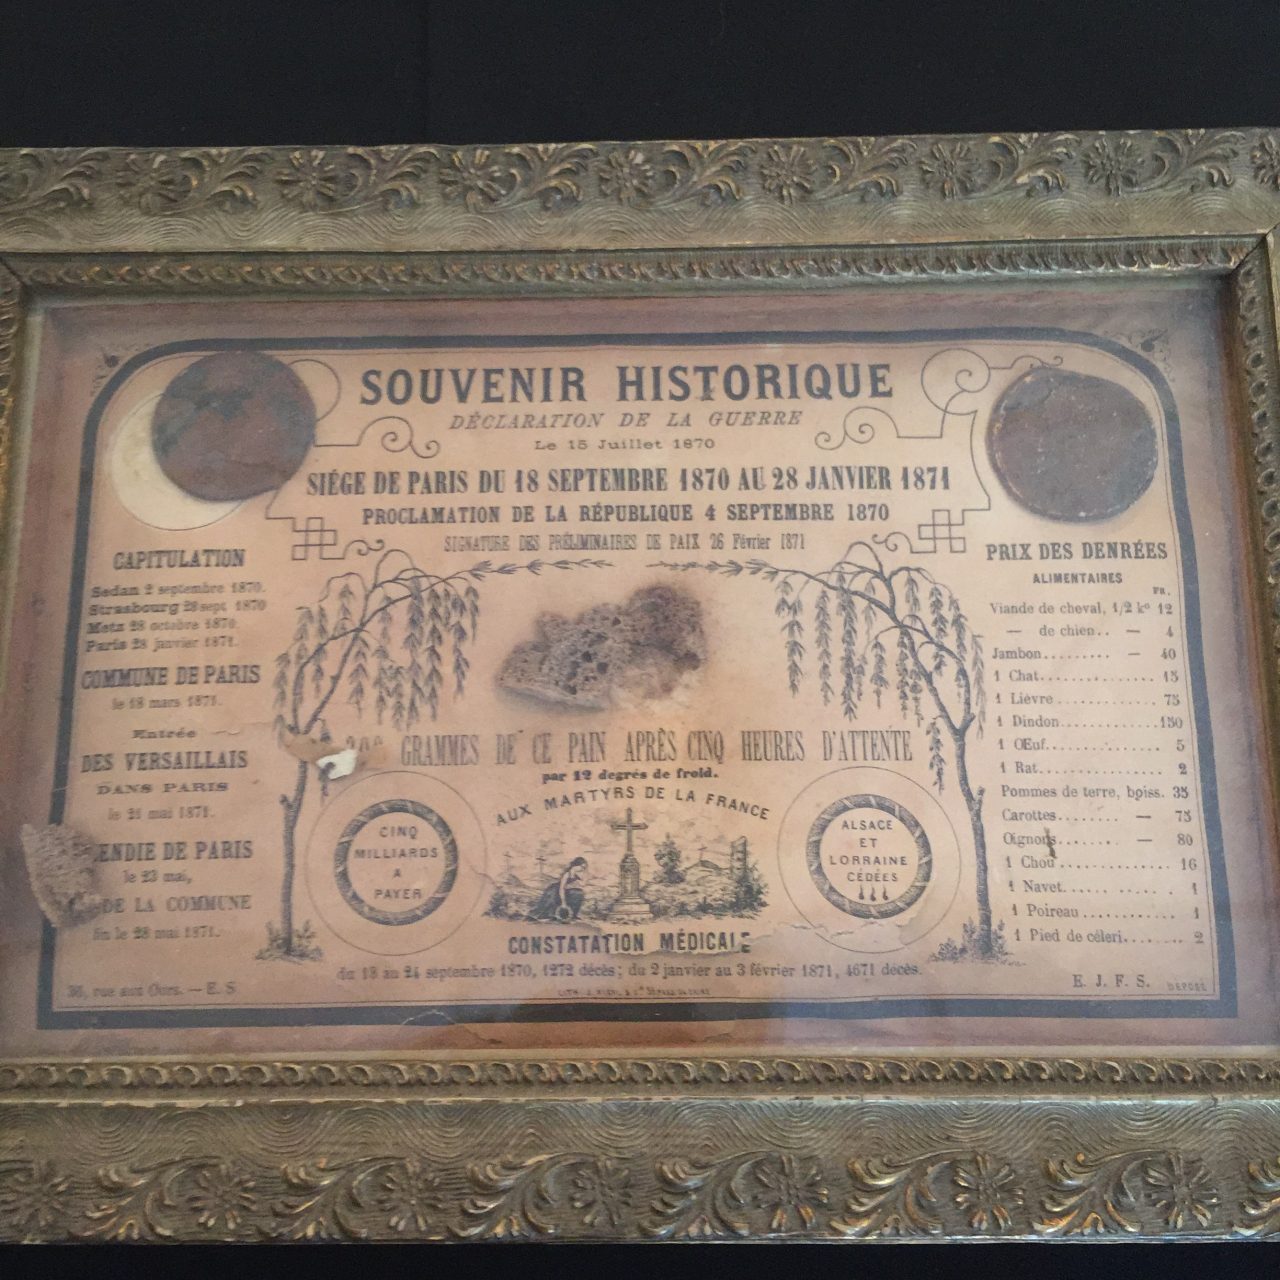 SOUVENIR HISTORIQUE
DÉCLARATION DE LA GUERRE
Le 15 Juillet 1870
SIÉGE DE PARIS DU 18 SEPTEMBRE 1870 AU 28 JANVIER 1871
PROCLAMATION DE LA RÉPUBLIQUE 4 SEPTEMBRE 1870
SIGNATURE DES PRÉLIMINAIRES DE PAIX 26 Février 1871
CAPITULATION
Sedan 2 septembre 1870.
Strasbourg 28 sept. 1870
Metz 28 octobre 1870.
Paris 28 janvier 1871.
COMMUNE DE PARIS
le 18 mars 1871.
Entrée
DES VERSAILLAIS
DANS PARIS
le 21 mai 1871.
ENDIE DE PARIS
le 23 mai,
DE LA COMMUNE
le 28 mai 1871.
36, rue aux Ours. — E. S
GRAMMES DE CE PAIN APRÈS CINQ HEURES D'ATTENTE
par 12 degrés de froid.
AUX MARTYRS DE LA FRANCE
CINQ
MILLIARDS
A
PAYER
ALSACE
ET
LORRAINE
CÉDÉES
CONSTATATION MÉDICALE
du 18 au 24 septembre 1870, 1272 décès; du 2 janvier au 3 février 1871, 4671 décès.
PRIX DES DENRÉES
ALIMENTAIRES
FR.
Viande de cheval, 1/2 ko 12
— de chien.. — 4
Jambon......... — 40
1 Chat............... 15
1 Lièvre............. 75
1 Dindon............ 150
1 Œuf............... 5
1 Rat................ 2
Pommes de terre, boiss. 35
Carottes........ — 75
Oignons........ — 80
1 Chou............... 16
1 Navet.............. 1
1 Poireau............ 1
1 Pied de céleri........ 2
E. J. F. S. DÉPOSÉ